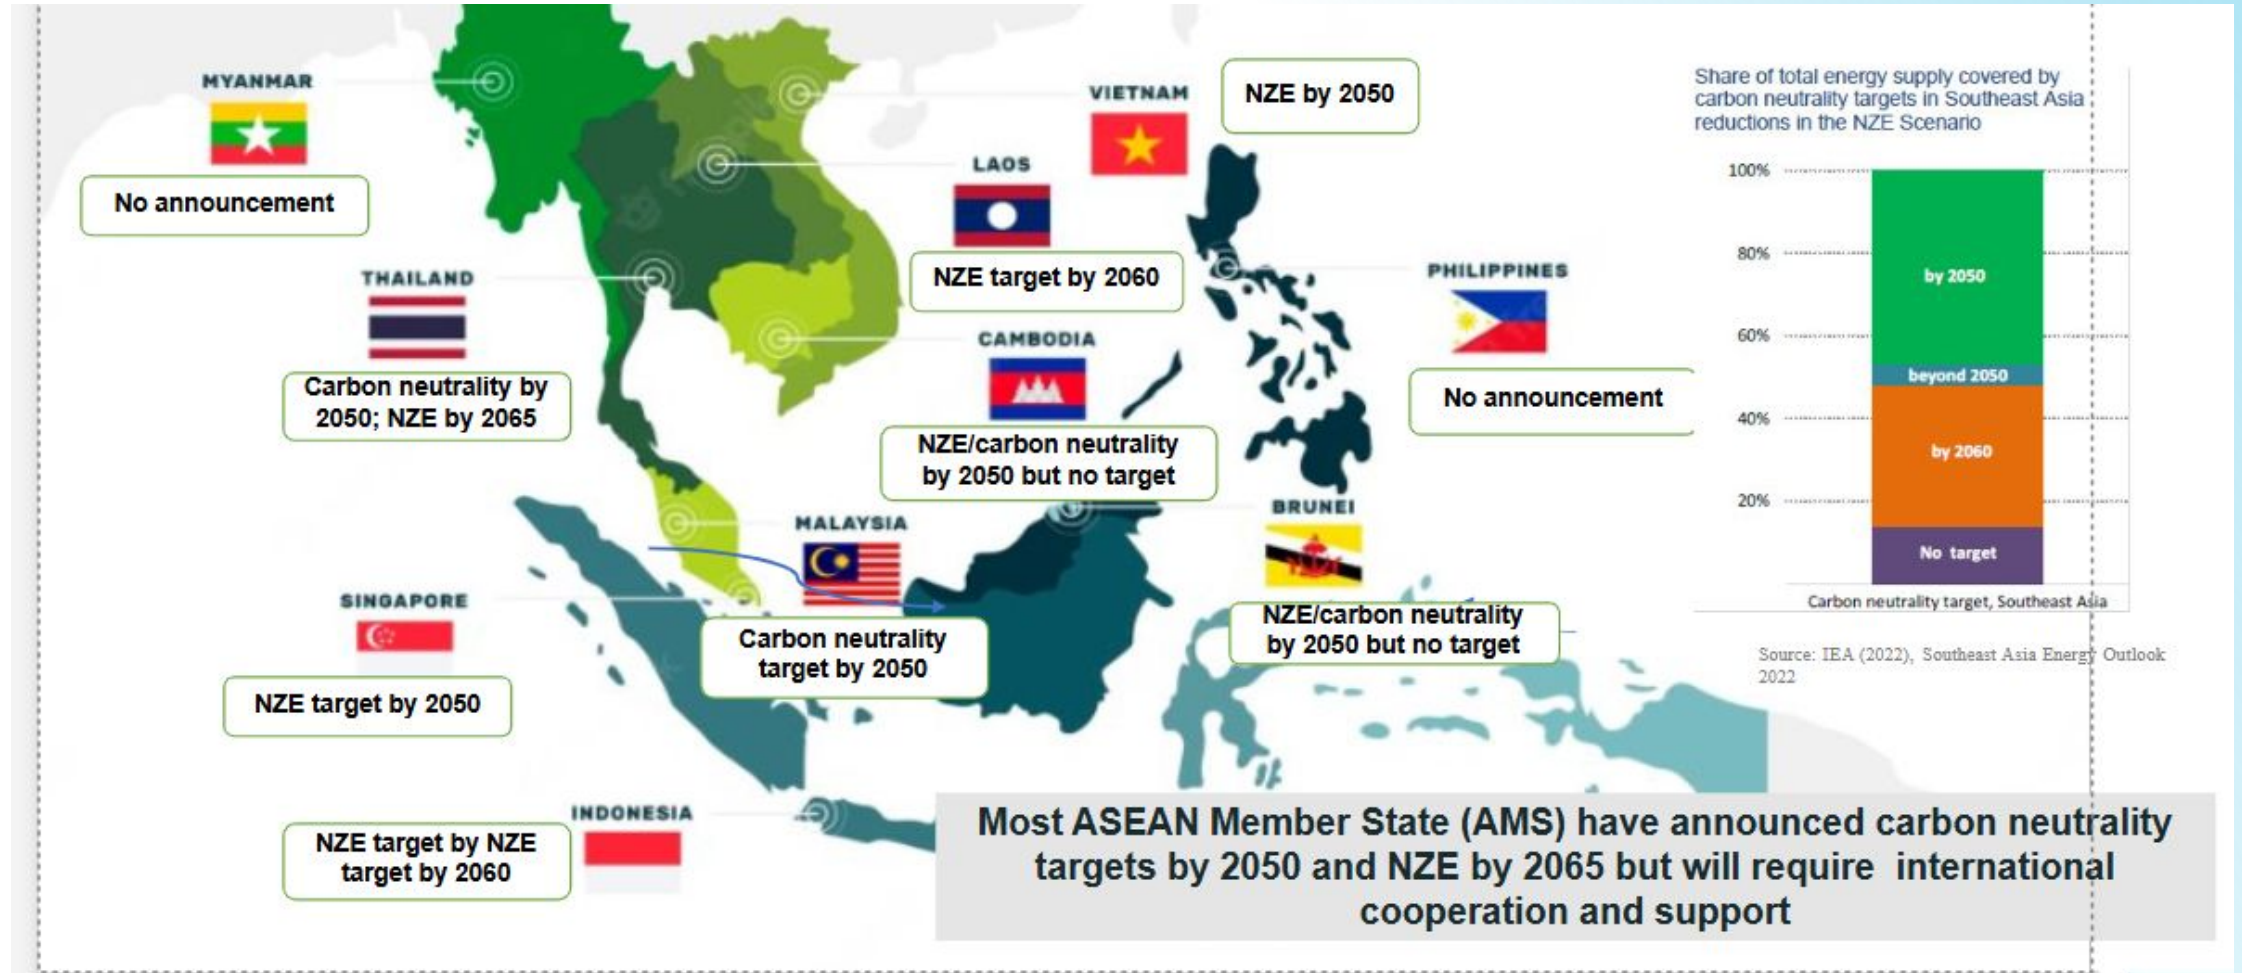 MYANMAR
No announcement
THAILAND
Carbon neutrality by
2050; NZE by 2065
SINGAPORE
NZE target by 2050
INDONESIA
NZE target by NZE
target by 2060
VIETNAM
NZE by 2050
LAOS
NZE target by 2060
CAMBODIA
NZE/carbon neutrality
by 2050 but no target
MALAYSIA
Carbon neutrality
target by 2050
PHILIPPINES
No announcement
BRUNEI
NZE/carbon neutrality
by 2050 but no target
Share of total energy supply covered by
carbon neutrality targets in Southeast Asia
reductions in the NZE Scenario
100%
80%
60%
40%
20%
by 2050
beyond 2050
by 2060
No target
Carbon neutrality target, Southeast Asia
Source: IEA (2022), Southeast Asia Energy Outlook
2022
Most ASEAN Member State (AMS) have announced carbon neutrality
targets by 2050 and NZE by 2065 but will require international
cooperation and support